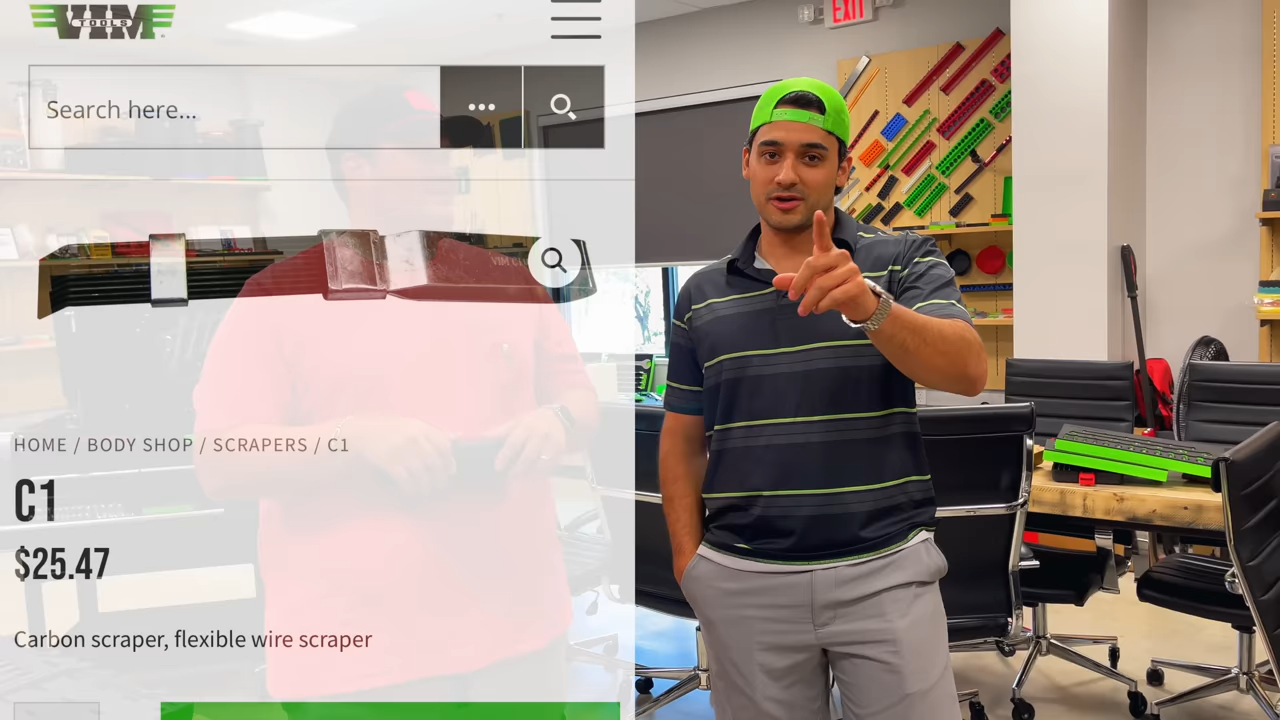 VIM
TOOLS
Search here...
HOME / BODY SHOP / SCRAPERS / C1
C1
$25.47
Carbon scraper, flexible wire scraper
EXIT